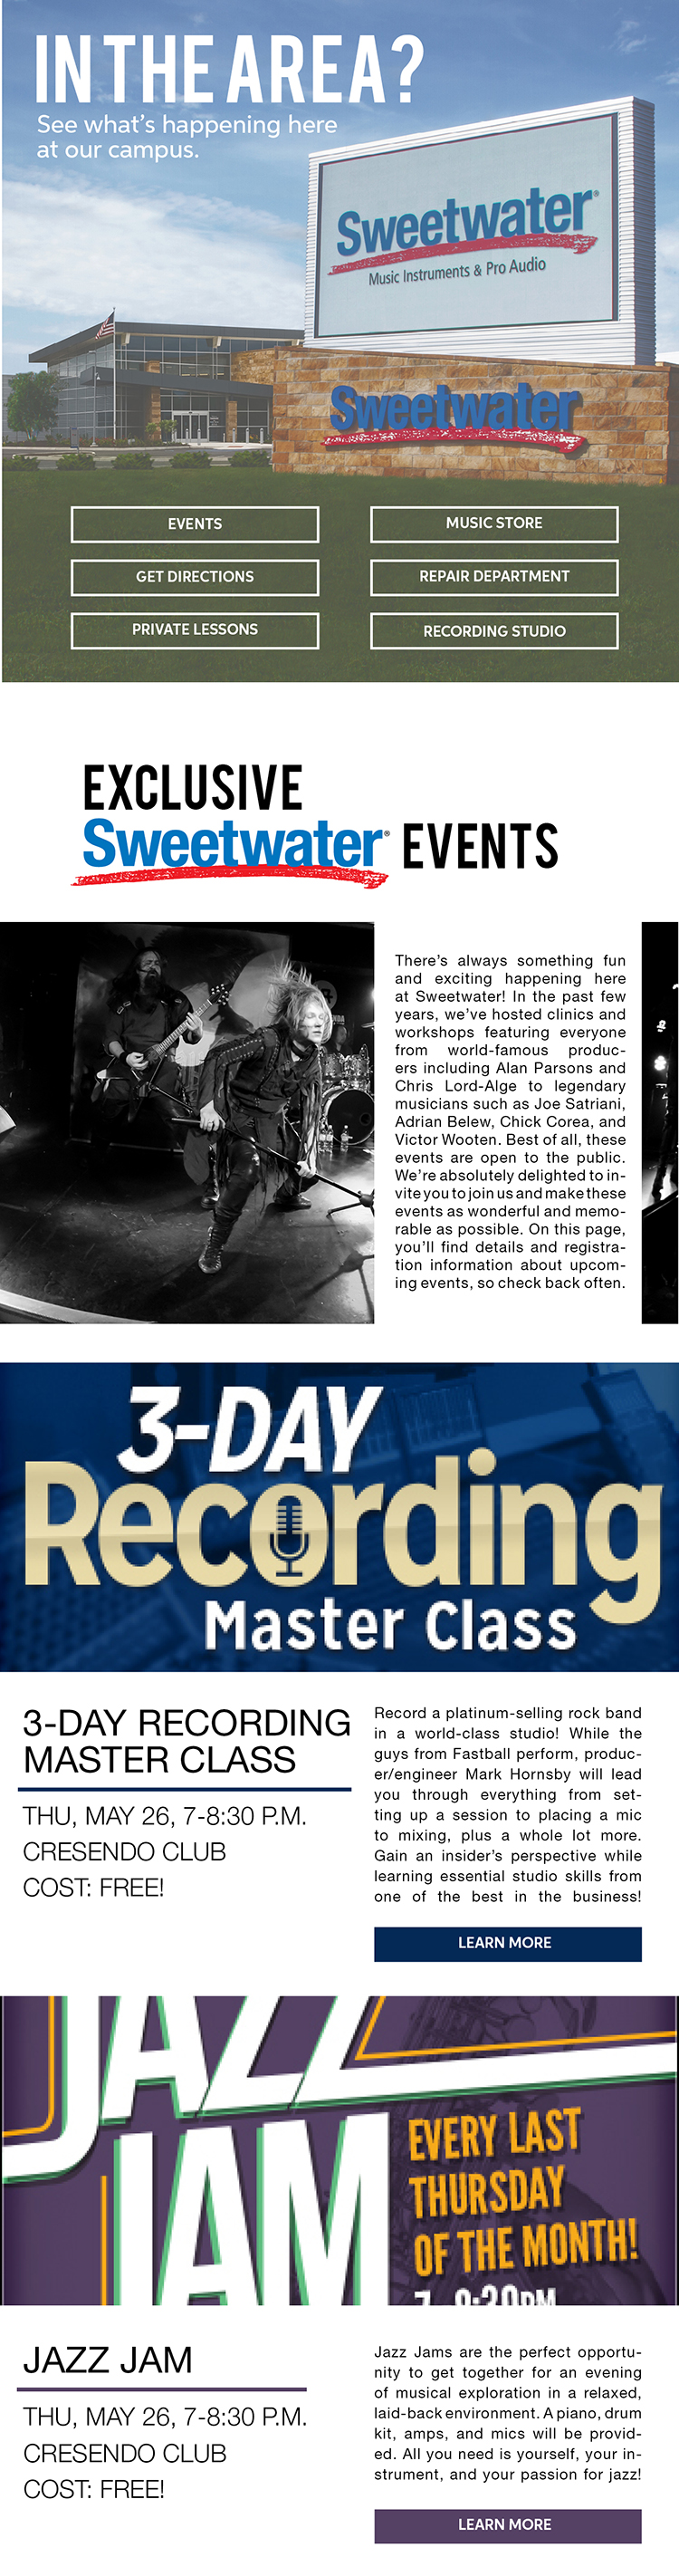 IN THE AREA?
See what's happening here
at our campus.
Sweetwater®
Music Instruments & Pro Audio
Sweetwater
EVENTS
MUSIC STORE
GET DIRECTIONS
REPAIR DEPARTMENT
PRIVATE LESSONS
RECORDING STUDIO
EXCLUSIVE
Sweetwater® EVENTS
There's always something fun
and exciting happening here
at Sweetwater! In the past few
years, we've hosted clinics and
workshops featuring everyone
from world-famous produc-
ers including Alan Parsons and
Chris Lord-Alge to legendary
musicians such as Joe Satriani,
Adrian Belew, Chick Corea, and
Victor Wooten. Best of all, these
events are open to the public.
We're absolutely delighted to in-
vite you to join us and make these
events as wonderful and memo-
rable as possible. On this page,
you'll find details and registra-
tion information about upcom-
ing events, so check back often.
3-DAY
Recording
Master Class
3-DAY RECORDING
MASTER CLASS
THU, MAY 26, 7-8:30 P.M.
CRESENDO CLUB
COST: FREE!
Record a platinum-selling rock band
in a world-class studio! While the
guys from Fastball perform, produc-
er/engineer Mark Hornsby will lead
you through everything from set-
ting up a session to placing a mic
to mixing, plus a whole lot more.
Gain an insider's perspective while
learning essential studio skills from
one of the best in the business!
LEARN MORE
JAZZ
JAM
EVERY LAST
THURSDAY
OF THE MONTH!
7-8:30PM
JAZZ JAM
THU, MAY 26, 7-8:30 P.M.
CRESENDO CLUB
COST: FREE!
Jazz Jams are the perfect opportu-
nity to get together for an evening
of musical exploration in a relaxed,
laid-back environment. A piano, drum
kit, amps, and mics will be provid-
ed. All you need is yourself, your in-
strument, and your passion for jazz!
LEARN MORE